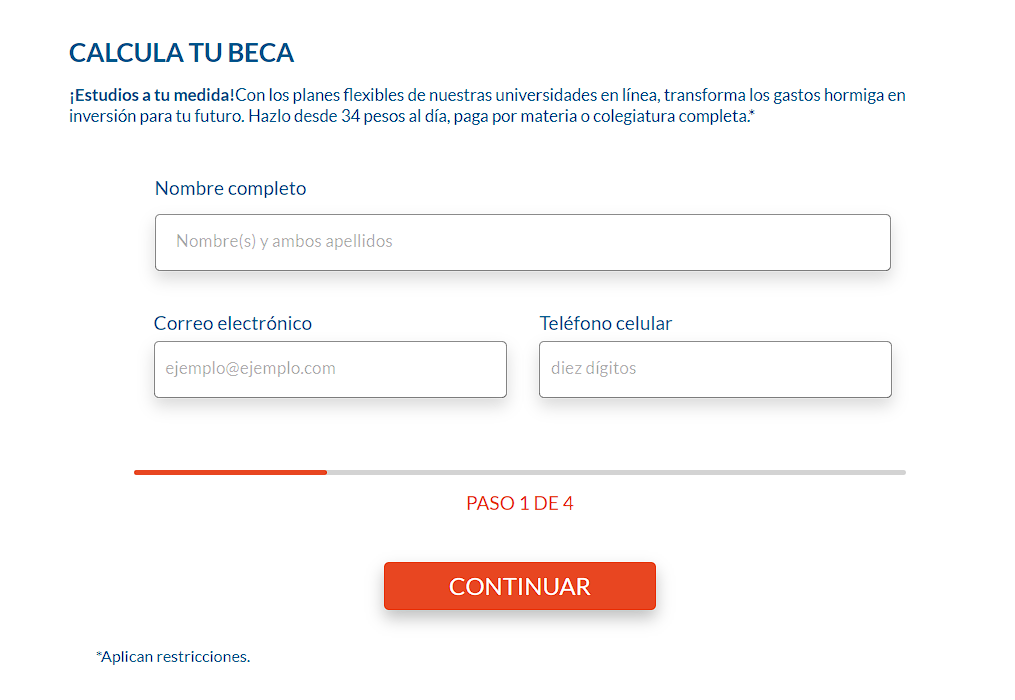 CALCULA TU BECA
¡Estudios a tu medida!Con los planes flexibles de nuestras universidades en línea, transforma los gastos hormiga en
inversión para tu futuro. Hazlo desde 34 pesos al día, paga por materia o colegiatura completa.*
Nombre completo
Nombre(s) y ambos apellidos
Correo electrónico
Teléfono celular
ejemplo@ejemplo.com
diez dígitos
PASO 1 DE 4
CONTINUAR
*Aplican restricciones.